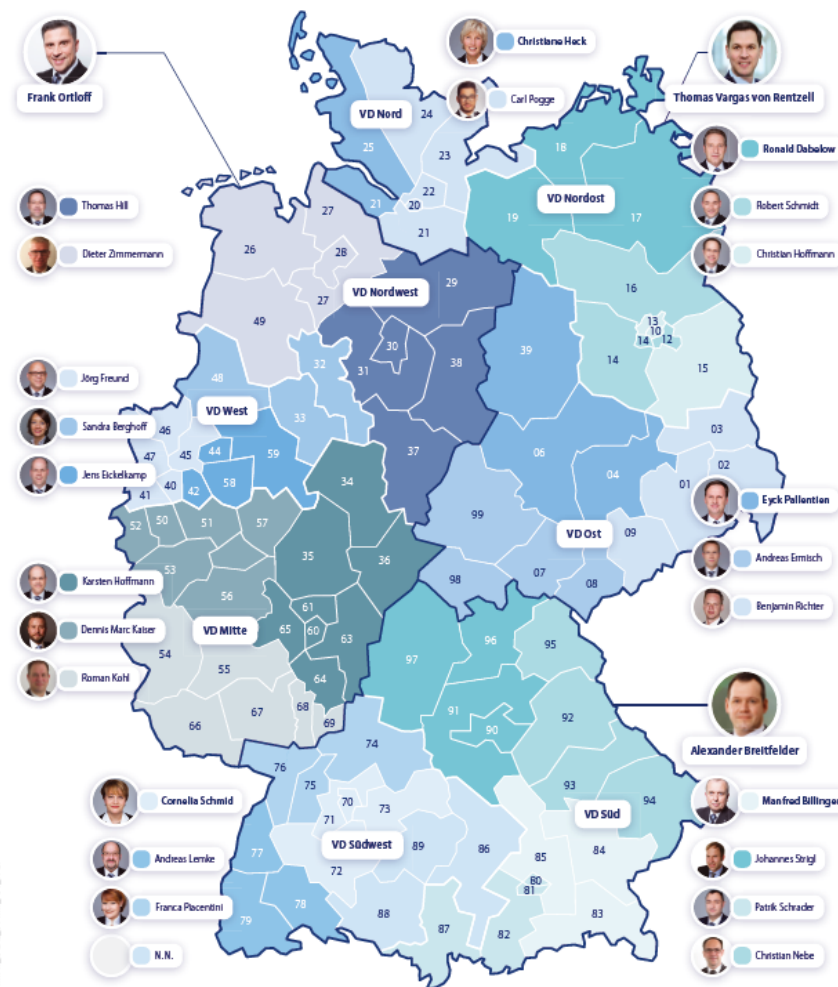 Christiane Heck
Frank Ortloff
Carl Pogge
Thomas Vargas von Rentzell
VD Nord
24
25
23
18
Ronald Dabelow
22
20
21
21
VD Nordost
19
17
Thomas Hill
27
Robert Schmidt
Dieter Zimmermann
26
28
Christian Hoffmann
29
16
VD Nordwest
27
49
13
10
14
12
30
39
31
38
14
15
32
Jörg Freund
48
VD West
33
Sandra Berghoff
46
03
47
45
44
59
37
06
02
Jens Eickelkamp
40
58
34
04
01
41
42
Eyck Pallentien
52
50
51
57
99
09
VD Ost
35
36
Andreas Ermisch
53
07
98
08
Karsten Hoffmann
56
61
Benjamin Richter
Dennis Marc Kaiser
VD Mitte
65
60
63
96
95
54
97
55
Roman Kohl
64
91
92
68
67
66
69
90
74
Alexander Breitfelder
76
75
93
94
Cornelia Schmid
70
73
VD Süd
Manfred Billinger
71
VD Südwest
89
86
85
84
Andreas Lemke
77
Johannes Strigl
72
80
81
Franca Piacentini
78
79
88
83
Patrik Schrader
87
82
N.N.
Christian Nebe